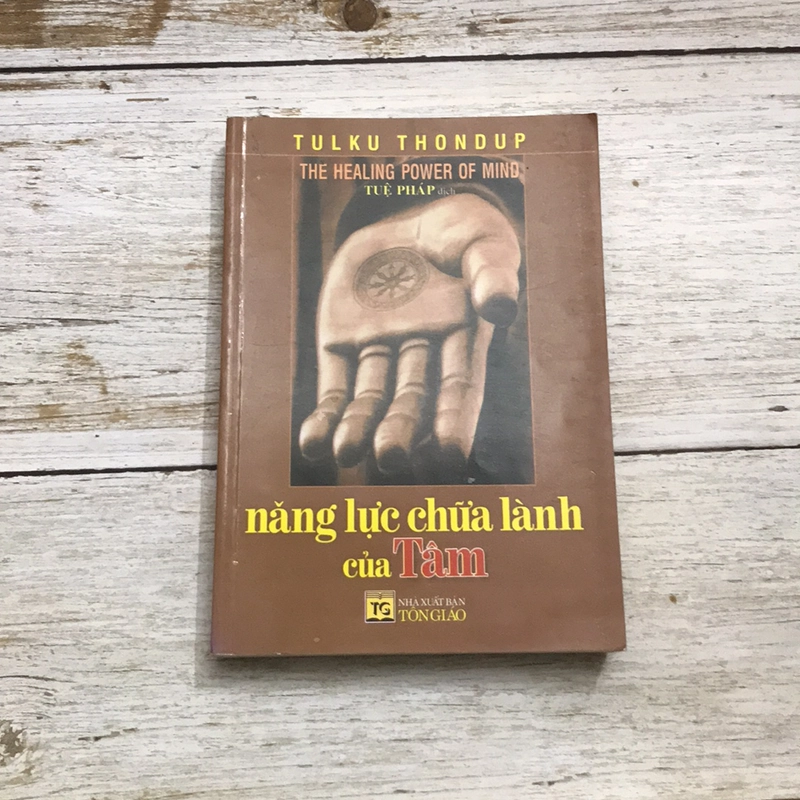 TULKU THONDUP
THE HEALING POWER OF MIND
TUỆ PHÁP dịch
năng lực chữa lành
của Tâm
TG
NHÀ XUẤT BẢN
TÔN GIÁO